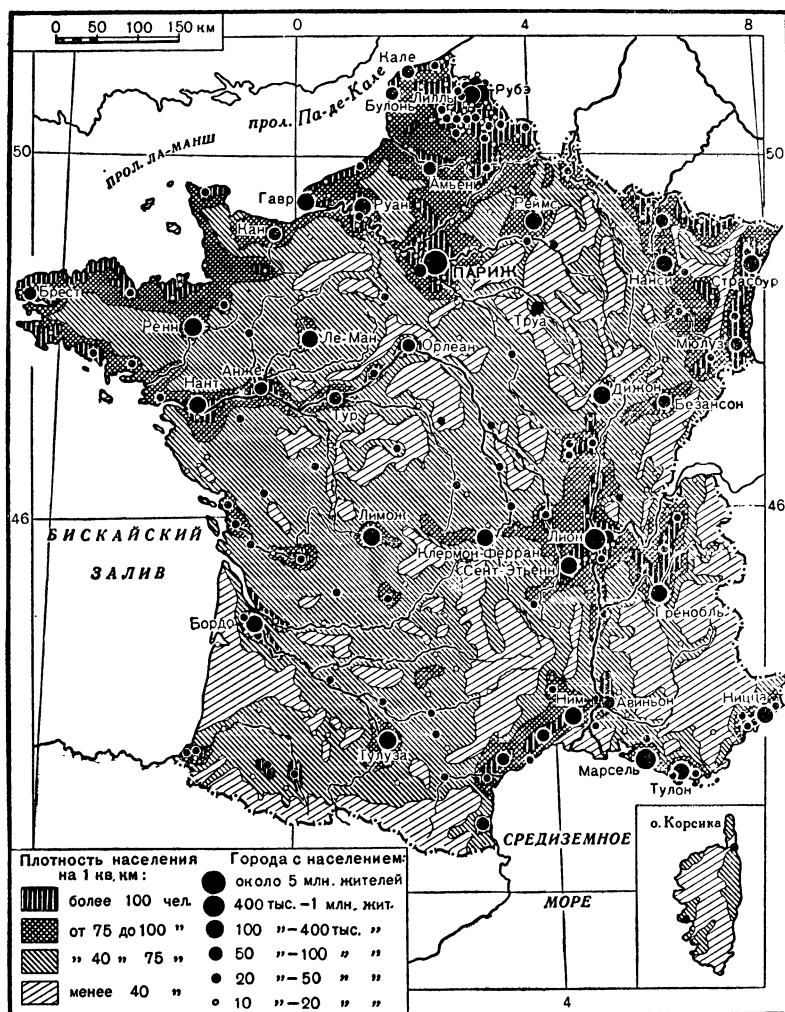 0 50 100 150 км
0
4
8
Кале
прол. Па-де-Кале
Булонь
Лилль
Рубэ
50
прол. ЛА-МАНШ
50
Амьен
Гавр
Руан
Реймс
Кан
ПАРИЖ
Нанси
Страсбур
Брест
Ренн
Ле-Ман
Труа
Орлеан
Мюлуз
Анже
Нант
Тур
Дижон
Безансон
46
46
БИСКАЙСКИЙ
ЗАЛИВ
Лимож
Клермон-Ферран
Лион
Сент-Этьенн
Гренобль
Бордо
Ним
Авиньон
Ницца
Тулуза
Марсель
Тулон
СРЕДИЗЕМНОЕ
МОРЕ
о. Корсика
Плотность населения
на 1 кв. км:
более 100 чел.
от 75 до 100 "
" 40 " 75 "
менее 40 "
Города с населением:
около 5 млн. жителей
400 тыс. -1 млн. жит.
100 "-400 тыс. "
50 "-100 " "
20 "-50 " "
10 "-20 " "
4